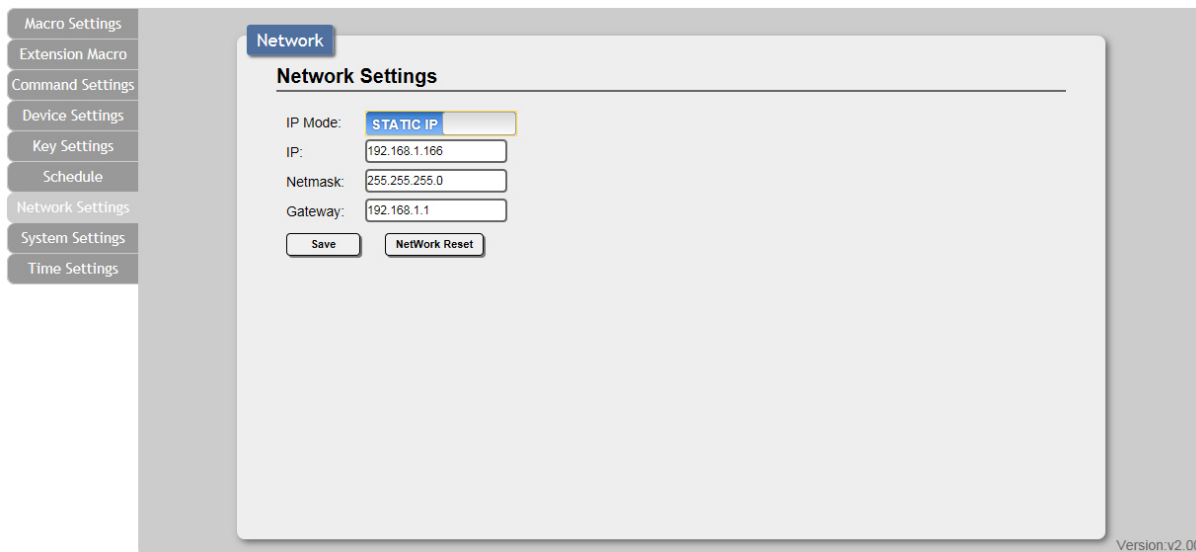 Macro Settings
Extension Macro
Command Settings
Device Settings
Key Settings
Schedule
Network Settings
System Settings
Time Settings
Network
Network Settings
IP Mode: STATIC IP
IP: 192.168.1.166
Netmask: 255.255.255.0
Gateway: 192.168.1.1
Save NetWork Reset